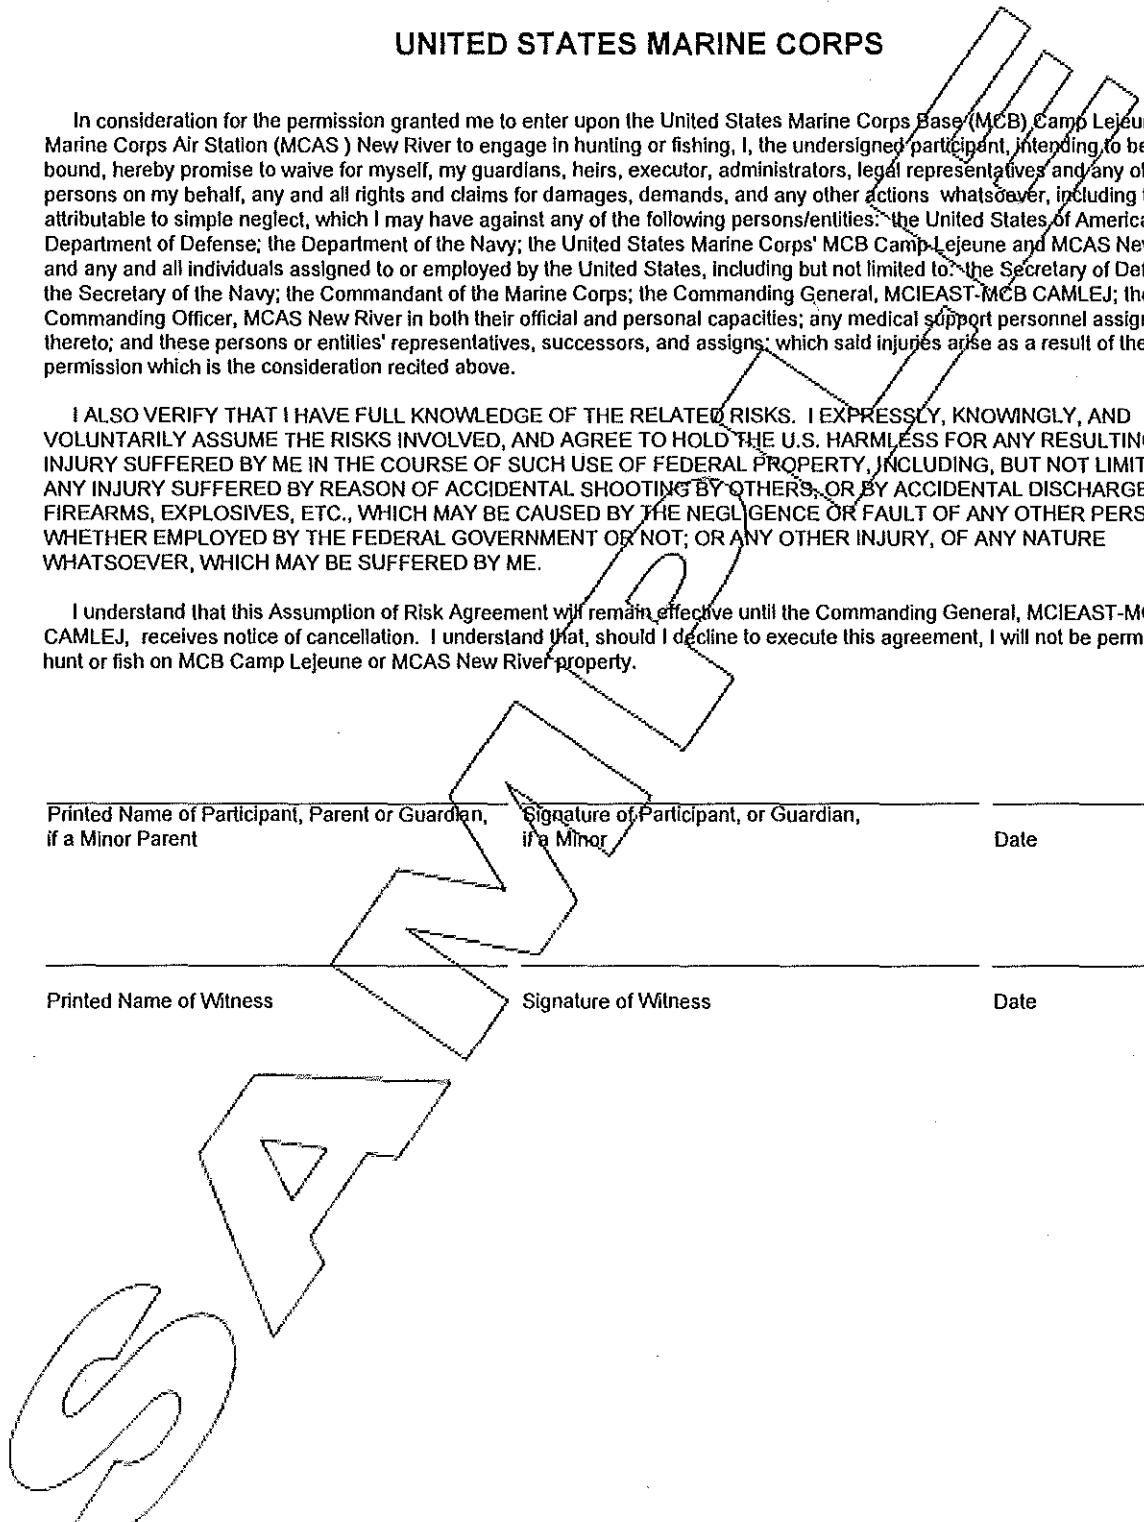 UNITED STATES MARINE CORPS
In consideration for the permission granted me to enter upon the United States Marine Corps Base (MCB) Camp Lejeu
Marine Corps Air Station (MCAS ) New River to engage in hunting or fishing, I, the undersigned participant, intending to be
bound, hereby promise to waive for myself, my guardians, heirs, executor, administrators, legal representatives and any ot
persons on my behalf, any and all rights and claims for damages, demands, and any other actions whatsoever, including t
attributable to simple neglect, which I may have against any of the following persons/entities: the United States of America
Department of Defense; the Department of the Navy; the United States Marine Corps' MCB Camp Lejeune and MCAS Ne
and any and all individuals assigned to or employed by the United States, including but not limited to: the Secretary of Def
the Secretary of the Navy; the Commandant of the Marine Corps; the Commanding General, MCIEAST-MCB CAMLEJ; the
Commanding Officer, MCAS New River in both their official and personal capacities; any medical support personnel assign
thereto; and these persons or entities' representatives, successors, and assigns; which said injuries arise as a result of the
permission which is the consideration recited above.
I ALSO VERIFY THAT I HAVE FULL KNOWLEDGE OF THE RELATED RISKS. I EXPRESSLY, KNOWINGLY, AND
VOLUNTARILY ASSUME THE RISKS INVOLVED, AND AGREE TO HOLD THE U.S. HARMLESS FOR ANY RESULTING
INJURY SUFFERED BY ME IN THE COURSE OF SUCH USE OF FEDERAL PROPERTY, INCLUDING, BUT NOT LIMIT
ANY INJURY SUFFERED BY REASON OF ACCIDENTAL SHOOTING BY OTHERS, OR BY ACCIDENTAL DISCHARGE
FIREARMS, EXPLOSIVES, ETC., WHICH MAY BE CAUSED BY THE NEGLIGENCE OR FAULT OF ANY OTHER PERS
WHETHER EMPLOYED BY THE FEDERAL GOVERNMENT OR NOT; OR ANY OTHER INJURY, OF ANY NATURE
WHATSOEVER, WHICH MAY BE SUFFERED BY ME.
I understand that this Assumption of Risk Agreement will remain effective until the Commanding General, MCIEAST-M
CAMLEJ, receives notice of cancellation. I understand that, should I decline to execute this agreement, I will not be perm
hunt or fish on MCB Camp Lejeune or MCAS New River property.
Printed Name of Participant, Parent or Guardian, Signature of Participant, or Guardian,
if a Minor Parent if a Minor Date
Printed Name of Witness Signature of Witness Date
SAMPLE